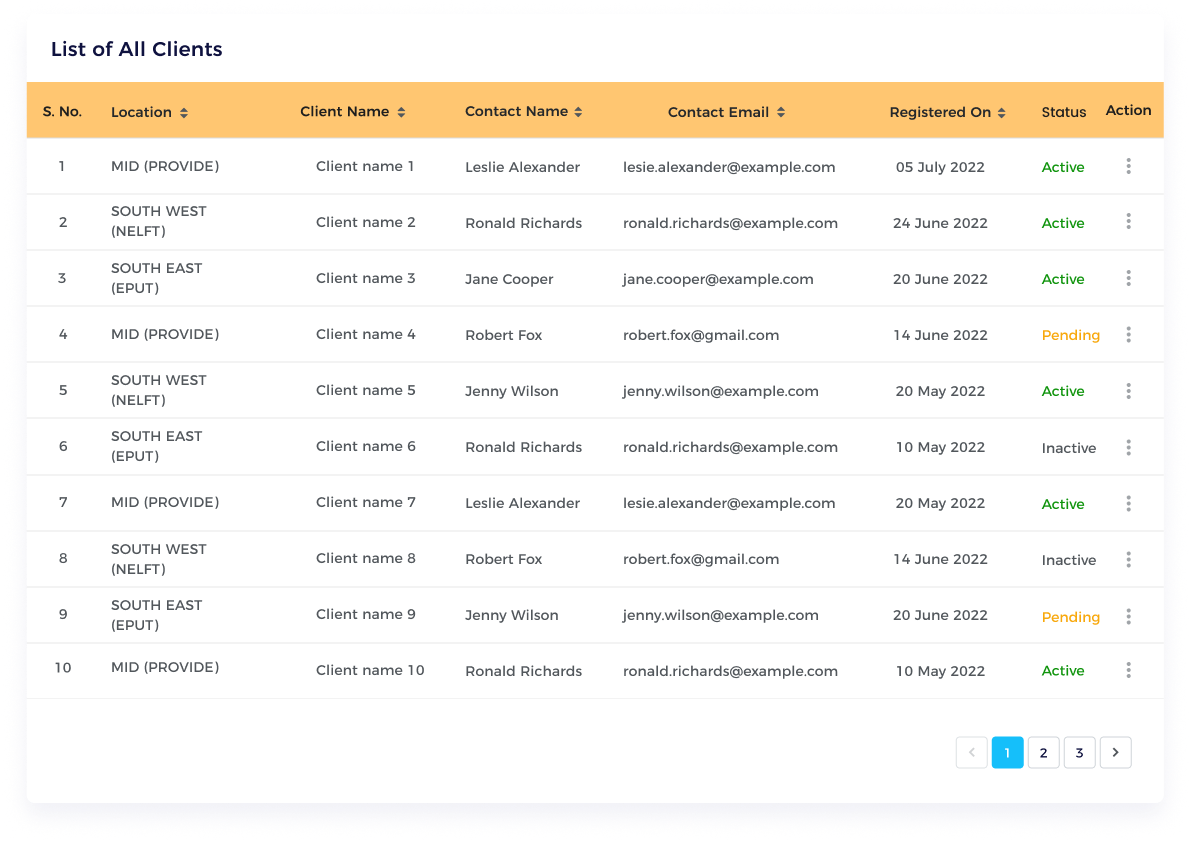 List of All Clients
S. No. Location Client Name Contact Name Contact Email Registered On Status Action
1 MID (PROVIDE) Client name 1 Leslie Alexander lesie.alexander@example.com 05 July 2022 Active
2 SOUTH WEST (NELFT) Client name 2 Ronald Richards ronald.richards@example.com 24 June 2022 Active
3 SOUTH EAST (EPUT) Client name 3 Jane Cooper jane.cooper@example.com 20 June 2022 Active
4 MID (PROVIDE) Client name 4 Robert Fox robert.fox@gmail.com 14 June 2022 Pending
5 SOUTH WEST (NELFT) Client name 5 Jenny Wilson jenny.wilson@example.com 20 May 2022 Active
6 SOUTH EAST (EPUT) Client name 6 Ronald Richards ronald.richards@example.com 10 May 2022 Inactive
7 MID (PROVIDE) Client name 7 Leslie Alexander lesie.alexander@example.com 20 May 2022 Active
8 SOUTH WEST (NELFT) Client name 8 Robert Fox robert.fox@gmail.com 14 June 2022 Inactive
9 SOUTH EAST (EPUT) Client name 9 Jenny Wilson jenny.wilson@example.com 20 June 2022 Pending
10 MID (PROVIDE) Client name 10 Ronald Richards ronald.richards@example.com 10 May 2022 Active
1 2 3